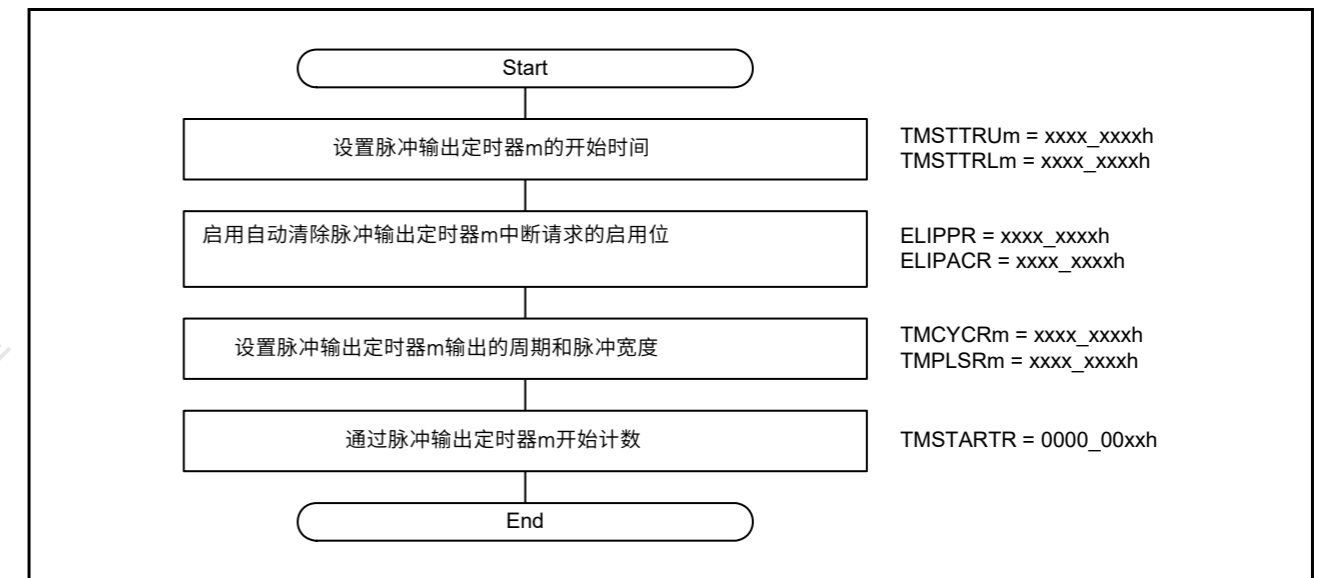 Start
设置脉冲输出定时器m的开始时间
TMSTTRUm = xxxx_xxxxh
TMSTTRLm = xxxx_xxxxh
启用自动清除脉冲输出定时器m中断请求的启用位
ELIPPR = xxxx_xxxxh
ELIPACR = xxxx_xxxxh
设置脉冲输出定时器m输出的周期和脉冲宽度
TMCYCRm = xxxx_xxxxh
TMPLSRm = xxxx_xxxxh
通过脉冲输出定时器m开始计数
TMSTARTR = 0000_00xxh
End